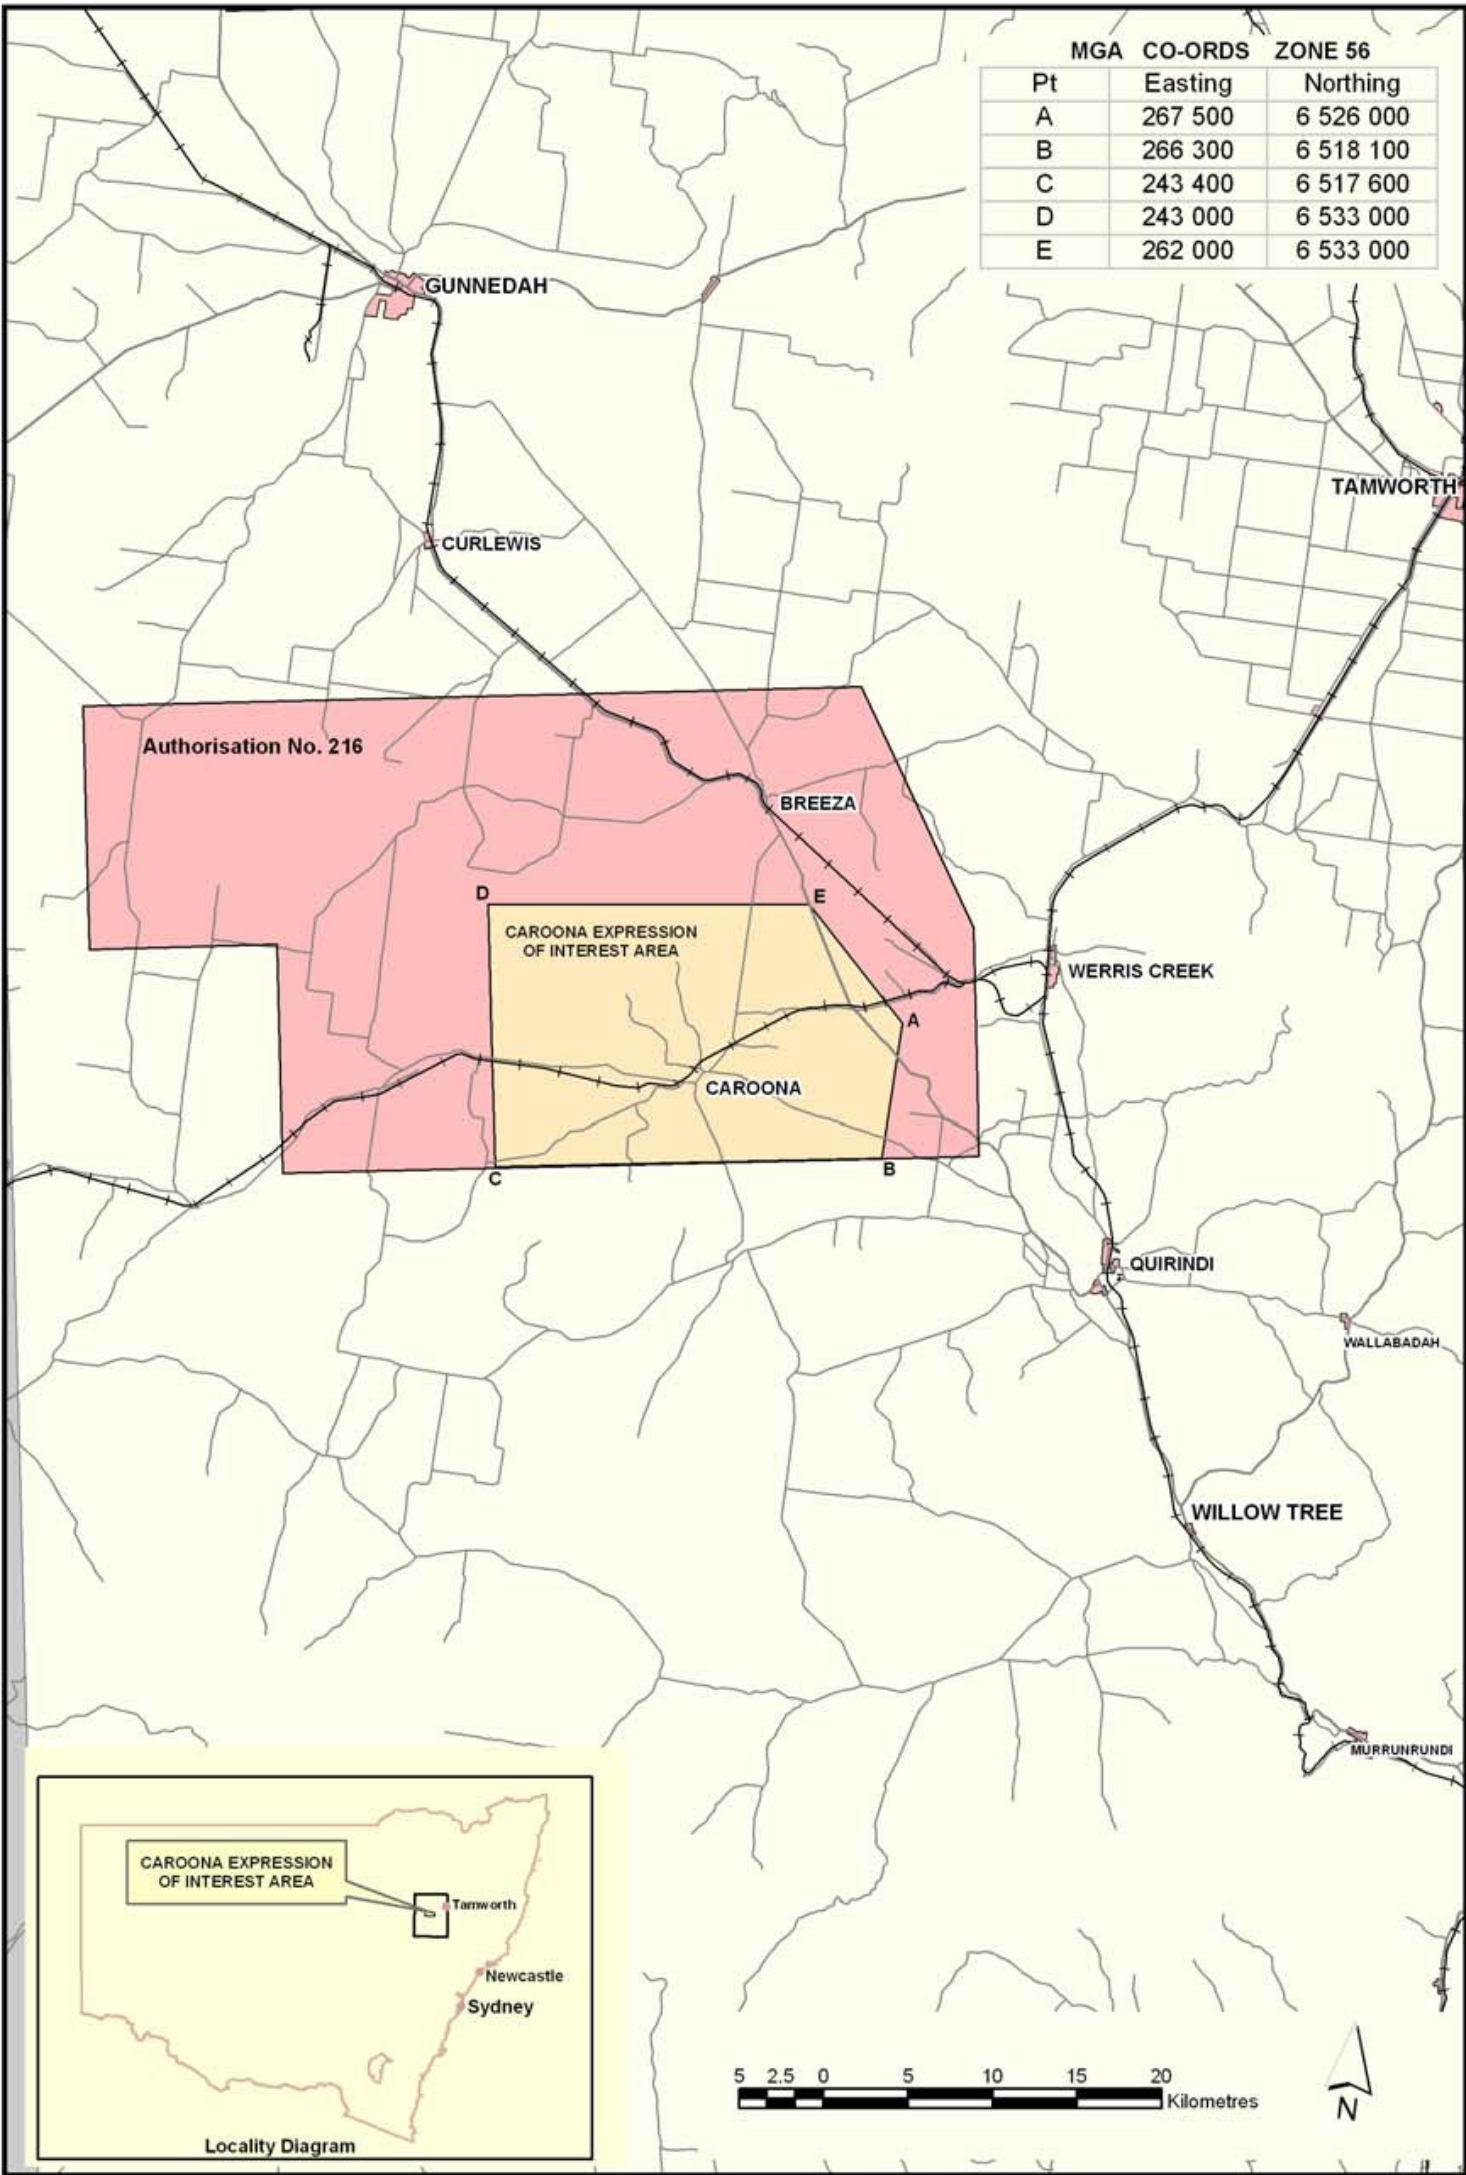 MGA CO-ORDS ZONE 56
Pt Easting Northing
A 267 500 6 526 000
B 266 300 6 518 100
C 243 400 6 517 600
D 243 000 6 533 000
E 262 000 6 533 000
GUNNEDAH
TAMWORTH
CURLEWIS
Authorisation No. 216
BREEZA
D
E
CAROONA EXPRESSION
OF INTEREST AREA
WERRIS CREEK
A
CAROONA
B
C
QUIRINDI
WALLABADAH
WILLOW TREE
MURRUNRUNDI
CAROONA EXPRESSION
OF INTEREST AREA
Tamworth
Newcastle
Sydney
Locality Diagram
5 2.5 0 5 10 15 20
Kilometres
N